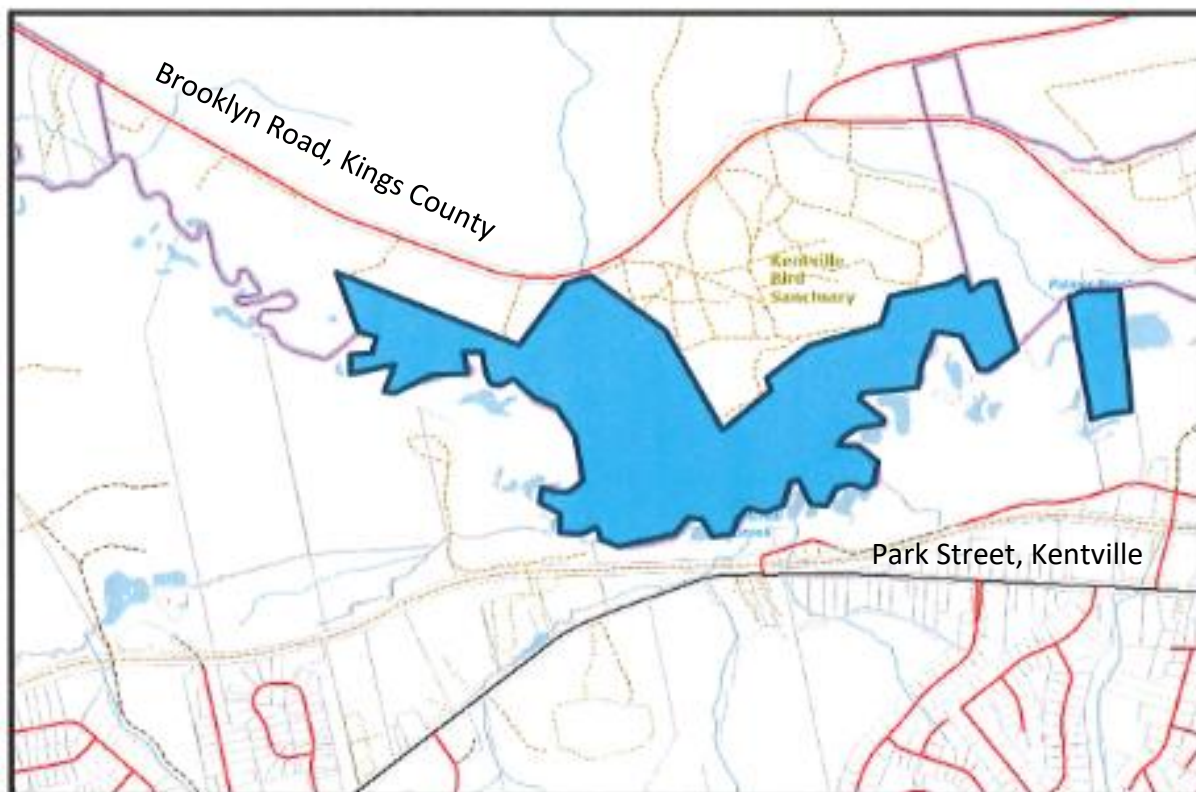 Brooklyn Road, Kings County
Kentville
Bird
Sanctuary
Park Street, Kentville